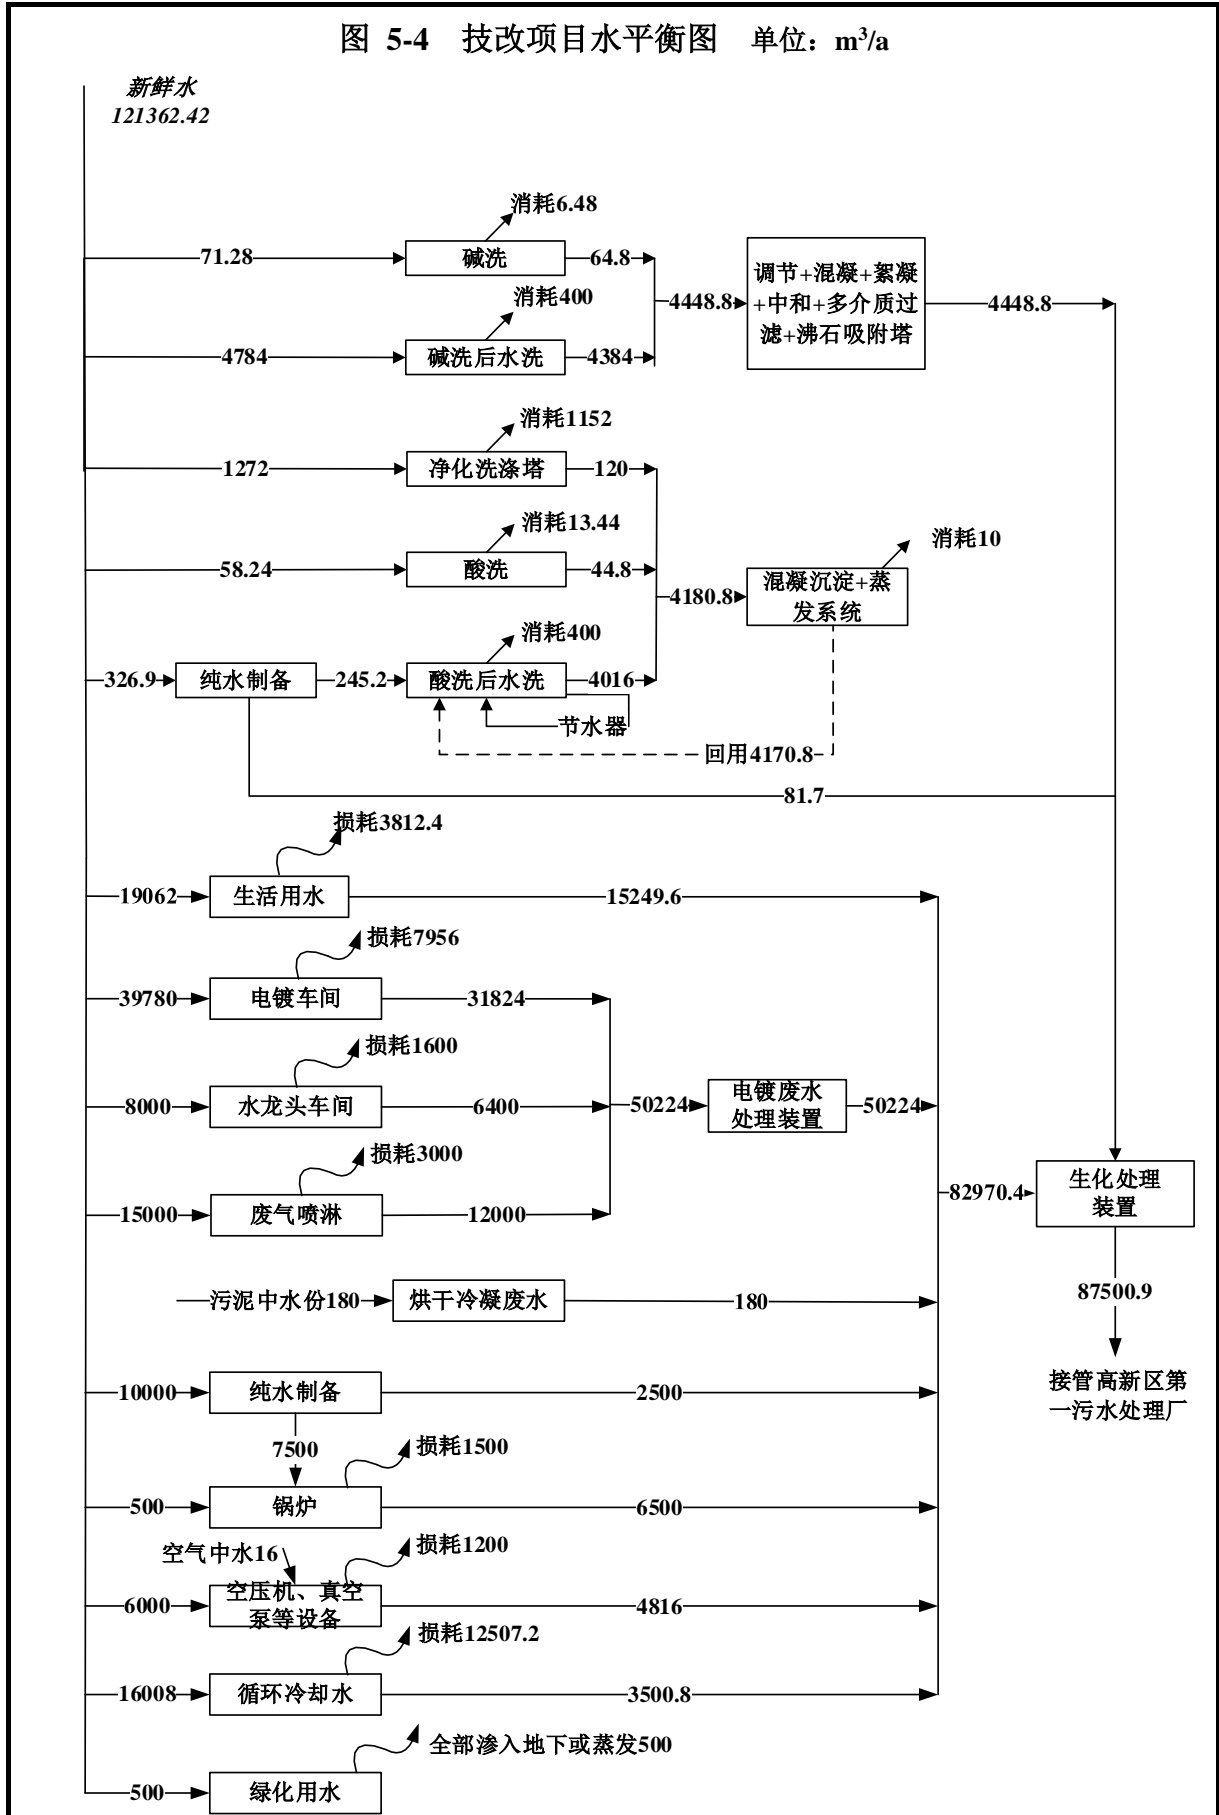 图 5-4 技改项目水平衡图 单位：m³/a
新鲜水
121362.42
消耗6.48
71.28
碱洗
64.8
消耗400
4784
碱洗后水洗
4384
4448.8
调节+混凝+絮凝
+中和+多介质过
滤+沸石吸附塔
4448.8
消耗1152
1272
净化洗涤塔
120
消耗13.44
58.24
酸洗
44.8
4180.8
消耗10
混凝沉淀+蒸
发系统
消耗400
326.9
纯水制备
245.2
酸洗后水洗
4016
节水器
回用4170.8
81.7
损耗3812.4
19062
生活用水
15249.6
损耗7956
39780
电镀车间
31824
损耗1600
8000
水龙头车间
6400
50224
电镀废水
处理装置
50224
损耗3000
15000
废气喷淋
12000
82970.4
生化处理
装置
87500.9
接管高新区第
一污水处理厂
污泥中水份180
烘干冷凝废水
180
10000
纯水制备
2500
7500
损耗1500
500
锅炉
6500
空气中水16
损耗1200
6000
空压机、真空
泵等设备
4816
损耗12507.2
16008
循环冷却水
3500.8
全部渗入地下或蒸发500
500
绿化用水